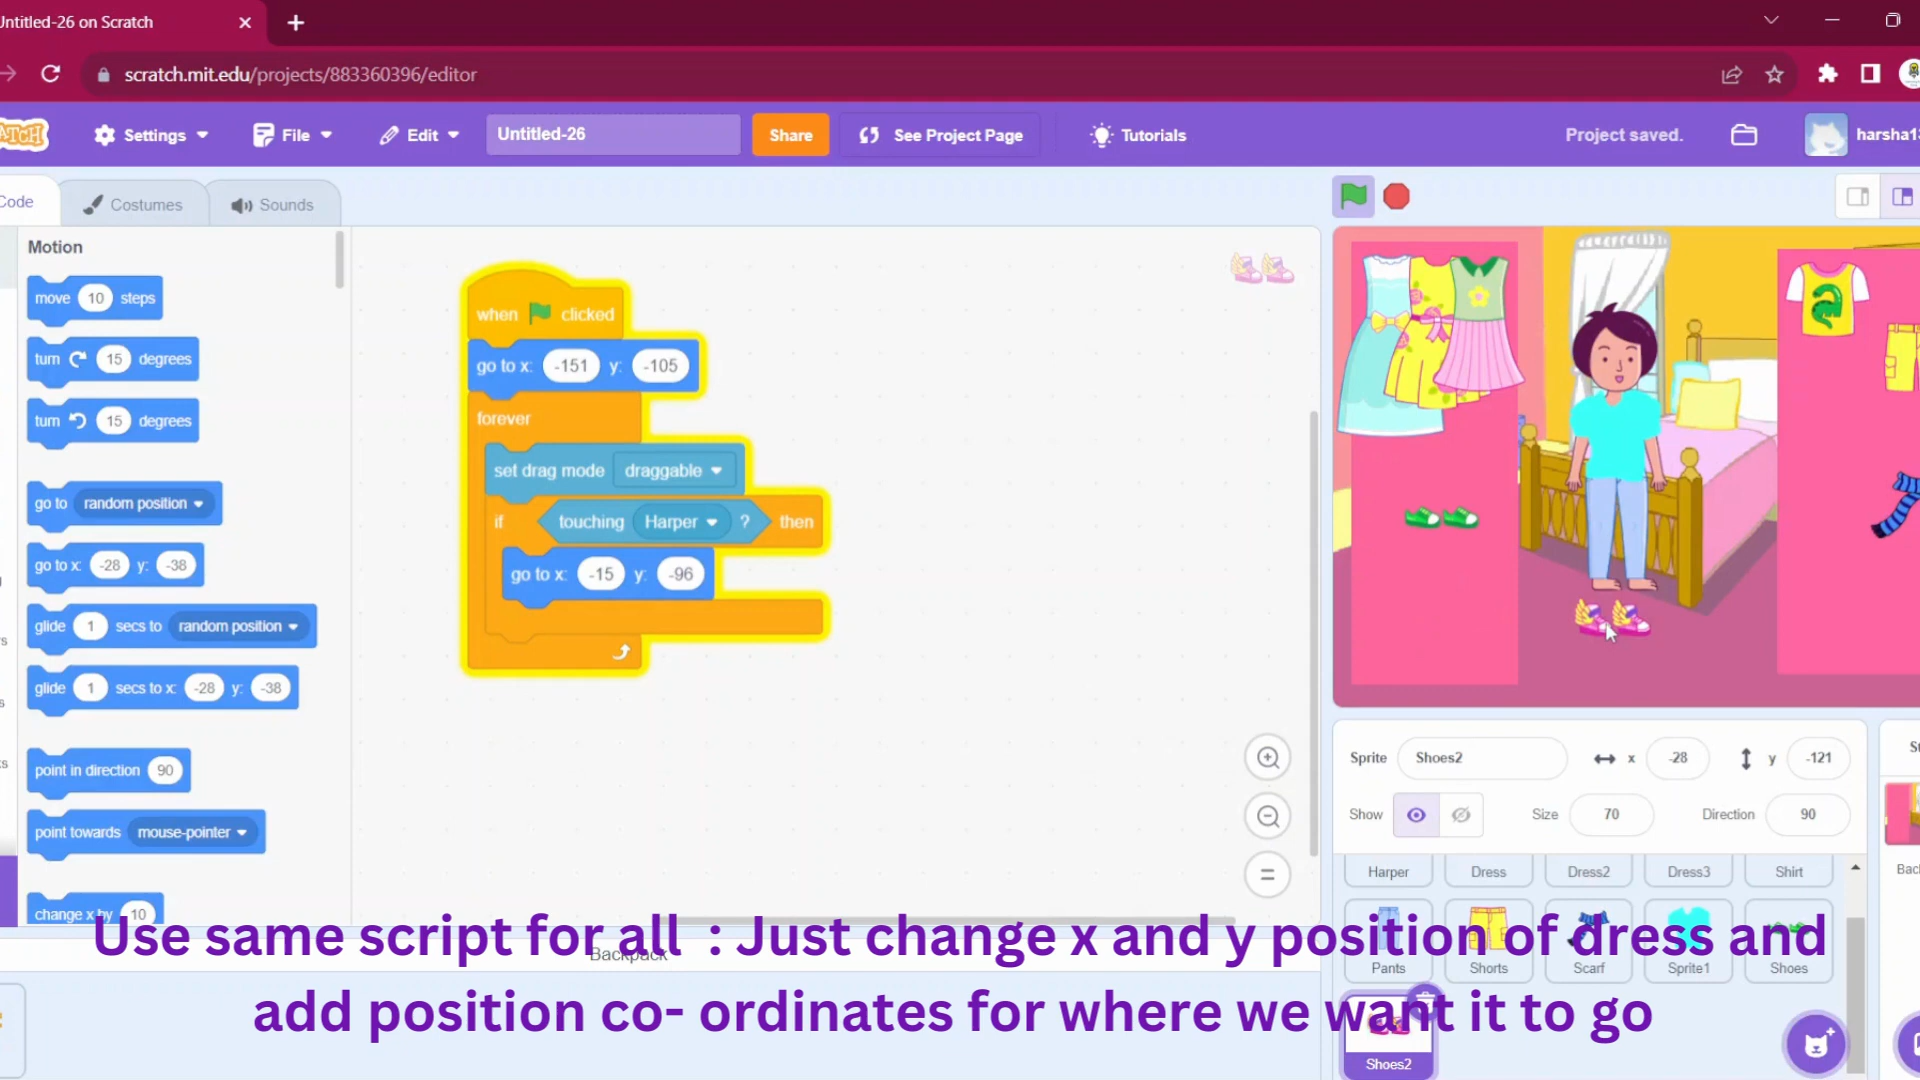 Untitled-26 on Scratch
scratch.mit.edu/projects/883360396/editor
Settings
File
Edit
Untitled-26
Share
See Project Page
Tutorials
Project saved.
Code
Costumes
Sounds
Motion
move 10 steps
turn 15 degrees
turn 15 degrees
go to random position
go to x: -28 y: -38
glide 1 secs to random position
glide 1 secs to x: -28 y: -38
point in direction 90
point towards mouse-pointer
change x by 10
when clicked
go to x: -151 y: -105
forever
set drag mode draggable
if touching Harper ? then
go to x: -15 y: -96
Sprite Shoes2 x -28 y -121
Show Size 70 Direction 90
Harper Dress Dress2 Dress3 Shirt
Pants Shorts Scarf Sprite1 Shoes
Shoes2
Backpack
Use same script for all : Just change x and y position of dress and
add position co- ordinates for where we want it to go